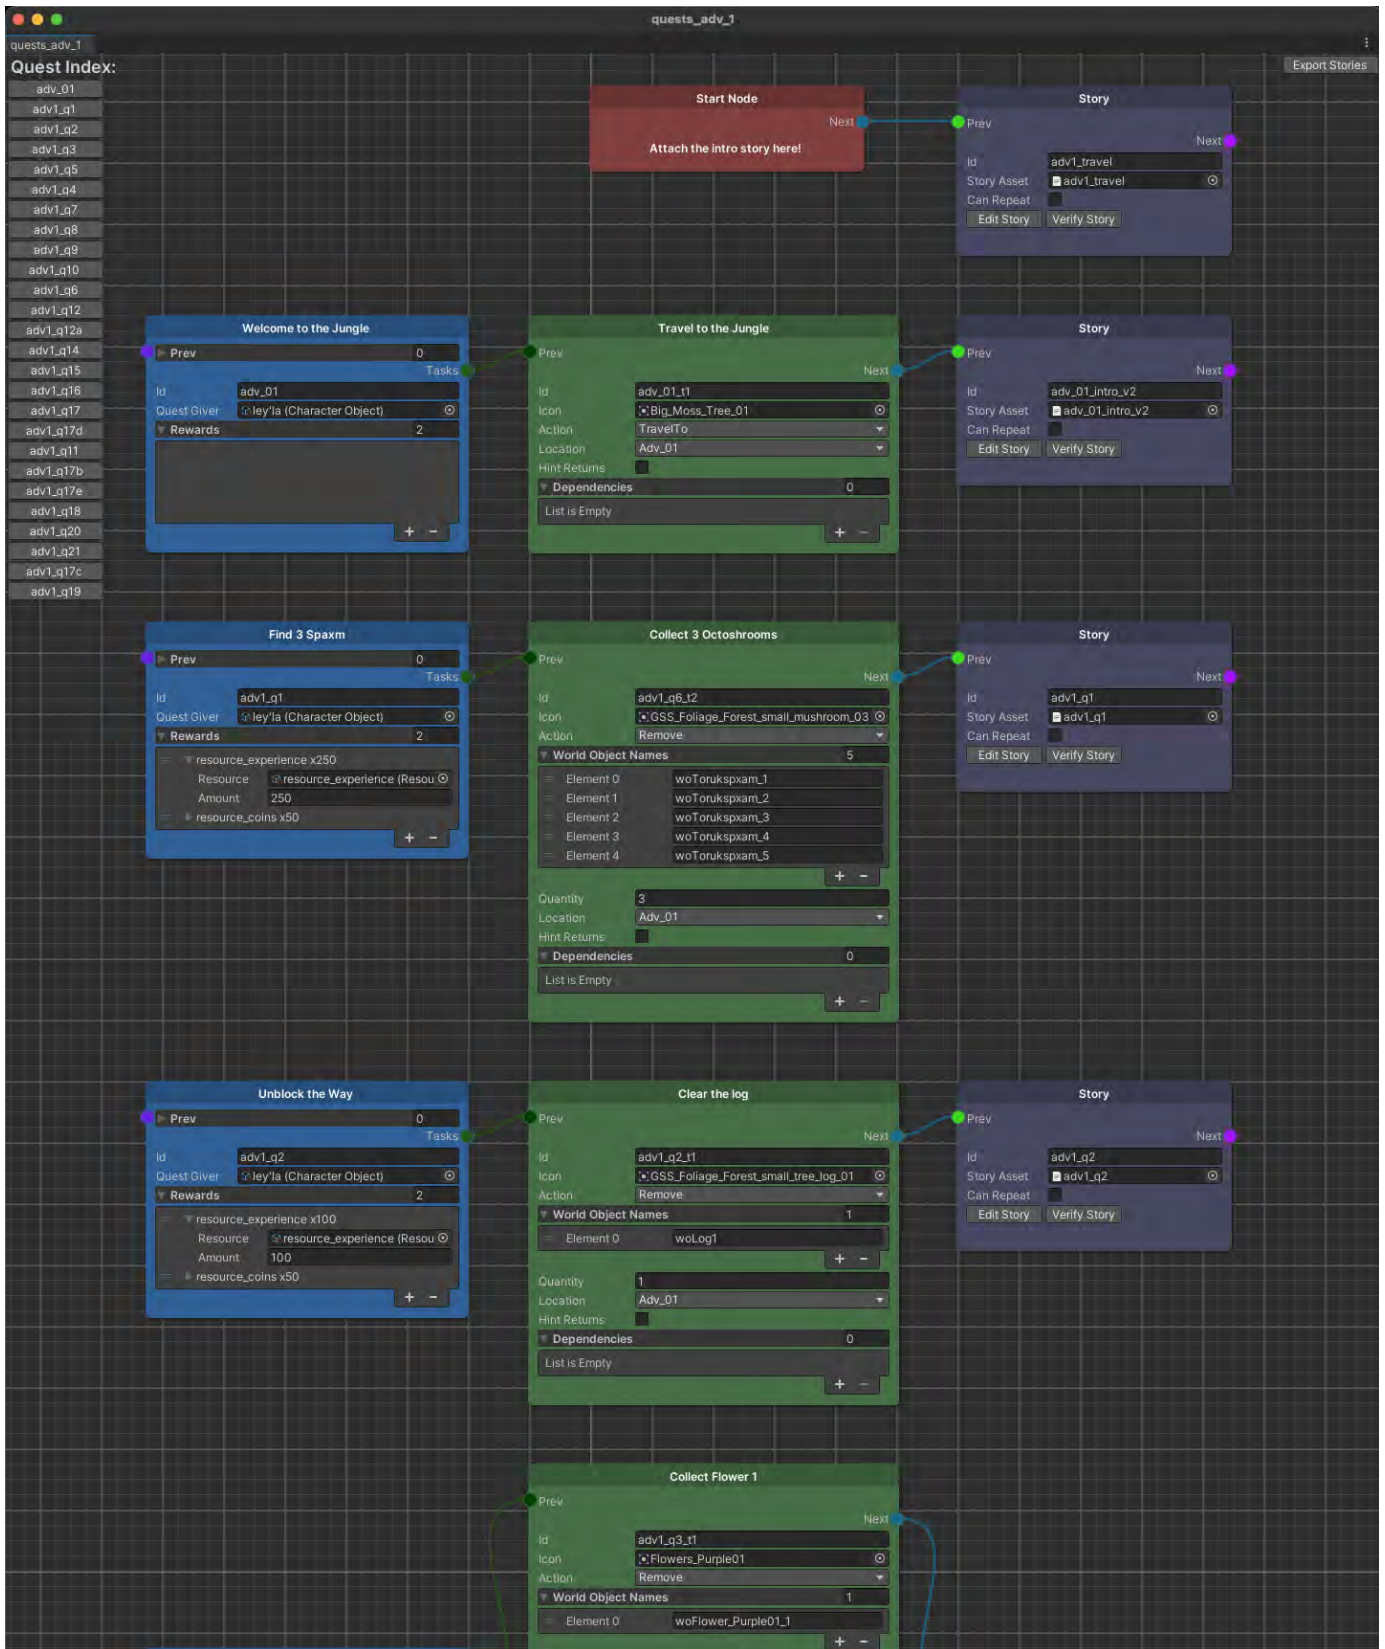 quests_adv_1
quests_adv_1
Quest Index:
Export Stories
adv_01
adv1_q1
adv1_q2
adv1_q3
adv1_q5
adv1_q4
adv1_q7
adv1_q8
adv1_q9
adv1_q10
adv1_q6
adv1_q12
adv1_q12a
adv1_q14
adv1_q15
adv1_q16
adv1_q17
adv1_q17d
adv1_q11
adv1_q17b
adv1_q17e
adv1_q18
adv1_q20
adv1_q21
adv1_q17c
adv1_q19
Start Node
Next
Attach the intro story here!
Story
Prev
Next
Id adv1_travel
Story Asset adv1_travel
Can Repeat
Edit Story Verify Story
Welcome to the Jungle
Prev 0
Tasks
Id adv_01
Quest Giver ley'la (Character Object)
Rewards 2
+ -
Travel to the Jungle
Prev
Next
Id adv_01_t1
Icon Big_Moss_Tree_01
Action TravelTo
Location Adv_01
Hint Returns
Dependencies 0
List is Empty
+ -
Story
Prev
Next
Id adv_01_intro_v2
Story Asset adv_01_intro_v2
Can Repeat
Edit Story Verify Story
Find 3 Spaxm
Prev 0
Tasks
Id adv1_q1
Quest Giver ley'la (Character Object)
Rewards 2
resource_experience x250
Resource resource_experience (Resou
Amount 250
resource_coins x50
+ -
Collect 3 Octoshrooms
Prev
Next
Id adv1_q6_t2
Icon GSS_Foliage_Forest_small_mushroom_03
Action Remove
World Object Names 5
Element 0 woTorukspxam_1
Element 1 woTorukspxam_2
Element 2 woTorukspxam_3
Element 3 woTorukspxam_4
Element 4 woTorukspxam_5
+ -
Quantity 3
Location Adv_01
Hint Returns
Dependencies 0
List is Empty
+ -
Story
Prev
Next
Id adv1_q1
Story Asset adv1_q1
Can Repeat
Edit Story Verify Story
Unblock the Way
Prev 0
Tasks
Id adv1_q2
Quest Giver ley'la (Character Object)
Rewards 2
resource_experience x100
Resource resource_experience (Resou
Amount 100
resource_coins x50
+ -
Clear the log
Prev
Next
Id adv1_q2_t1
Icon GSS_Foliage_Forest_small_tree_log_01
Action Remove
World Object Names 1
Element 0 woLog1
+ -
Quantity 1
Location Adv_01
Hint Returns
Dependencies 0
List is Empty
+ -
Story
Prev
Next
Id adv1_q2
Story Asset adv1_q2
Can Repeat
Edit Story Verify Story
Collect Flower 1
Prev
Next
Id adv1_q3_t1
Icon Flowers_Purple01
Action Remove
World Object Names 1
Element 0 woFlower_Purple01_1
+ -